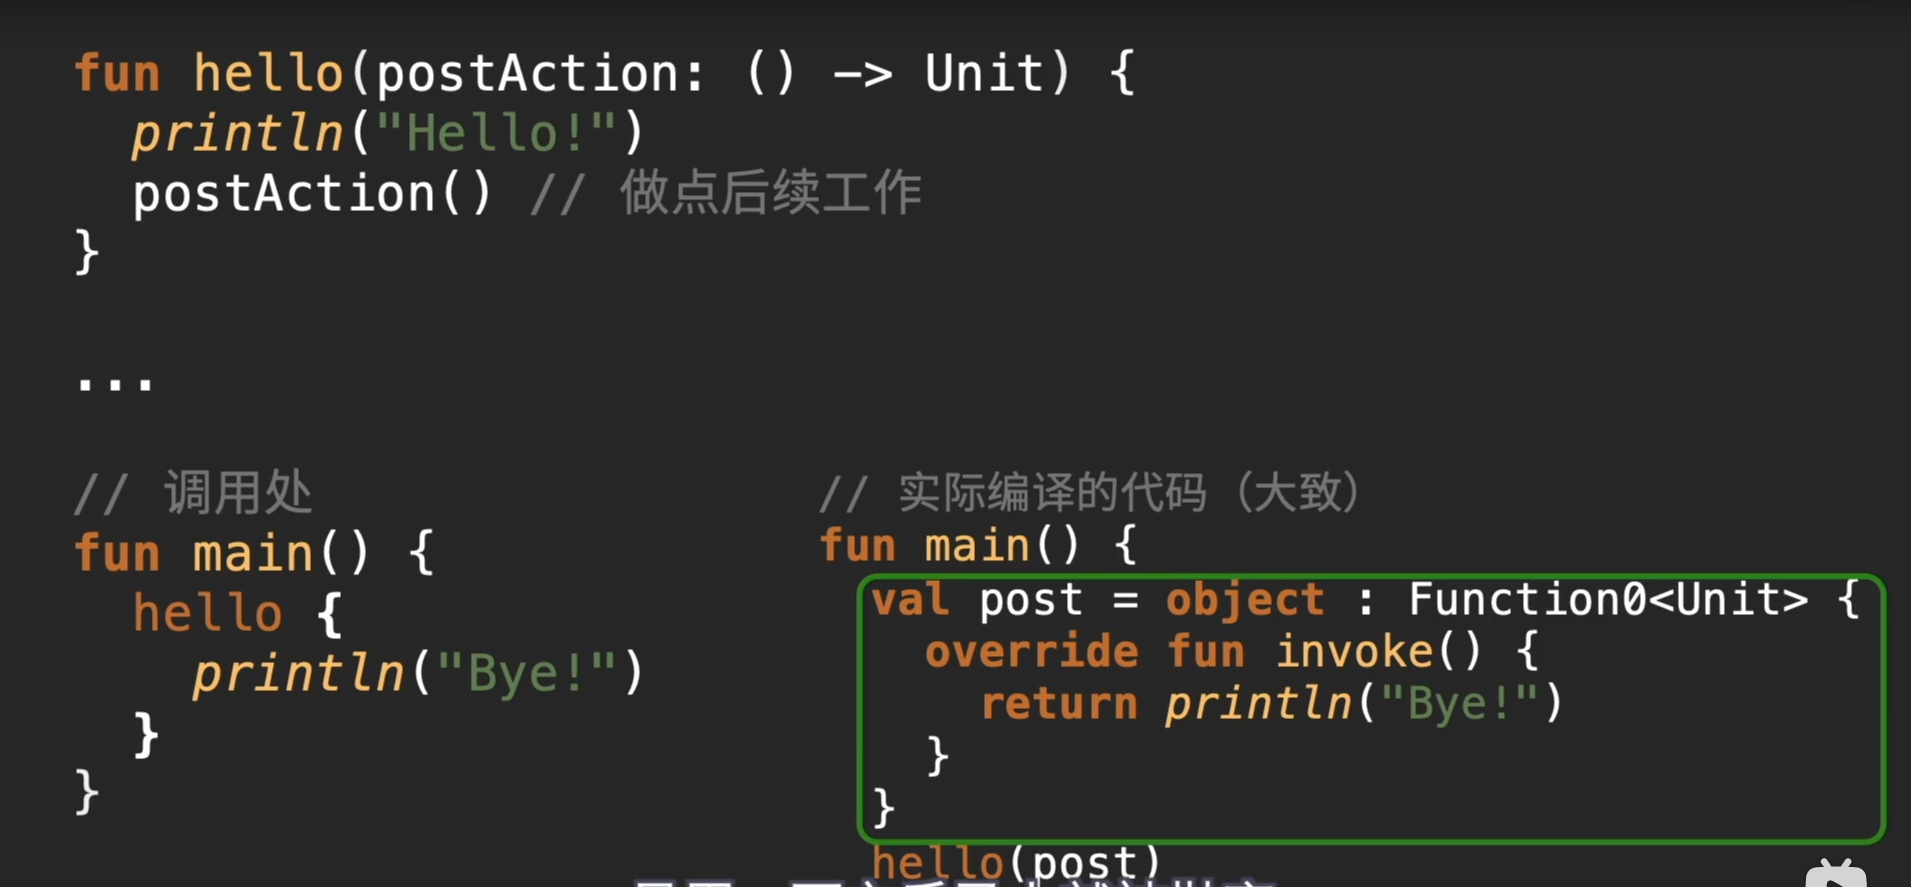 fun hello(postAction: () -> Unit) {
println("Hello!")
postAction() // 做点后续工作
}
...
// 调用处
fun main() {
hello {
println("Bye!")
}
}
// 实际编译的代码（大致）
fun main() {
val post = object : Function0<Unit> {
override fun invoke() {
return println("Bye!")
}
}
hello(post)